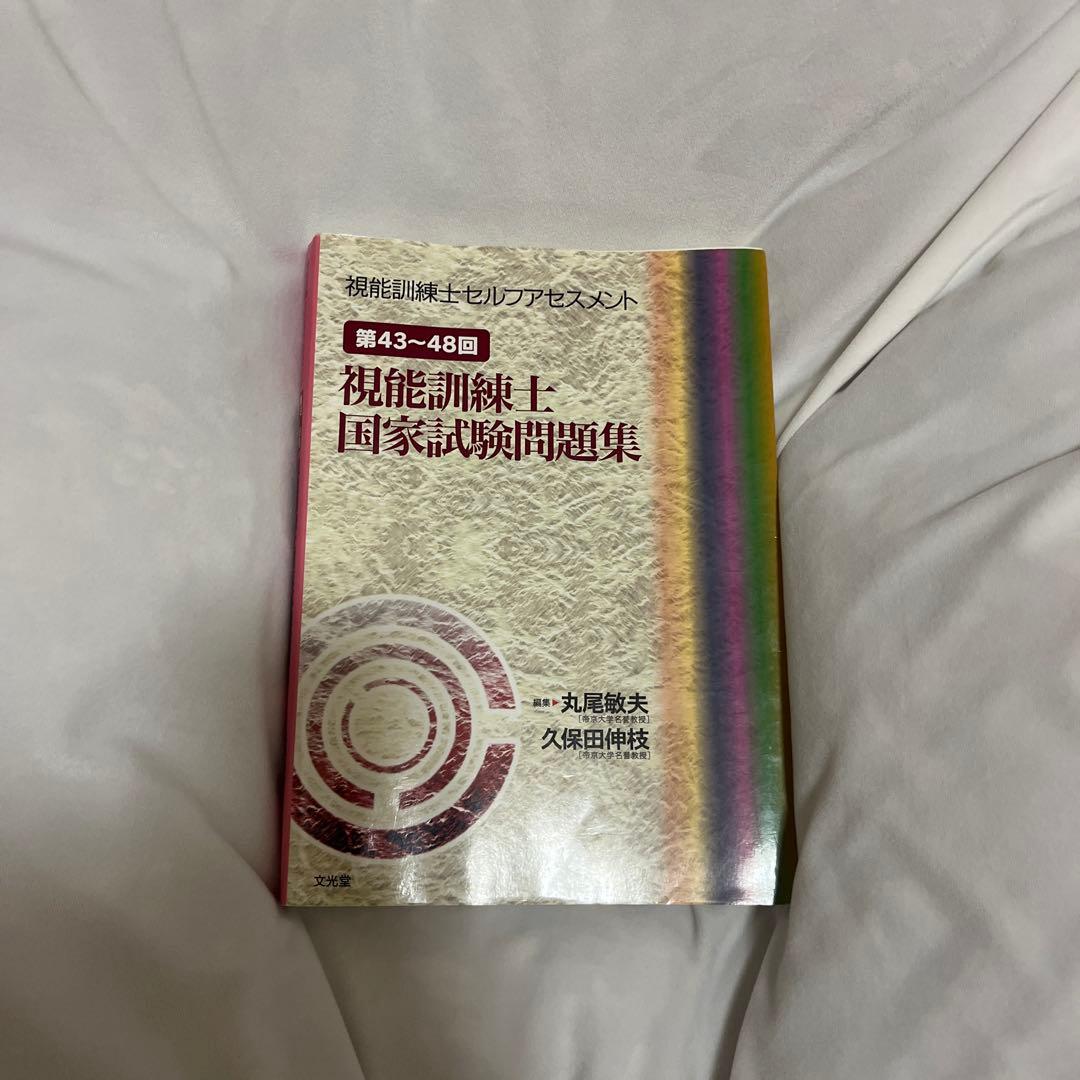 視能訓練士セルフアセスメント
第43〜48回
視能訓練士
国家試験問題集
編集▶丸尾敏夫
[帝京大学名誉教授]
久保田伸枝
[帝京大学名誉教授]
文光堂